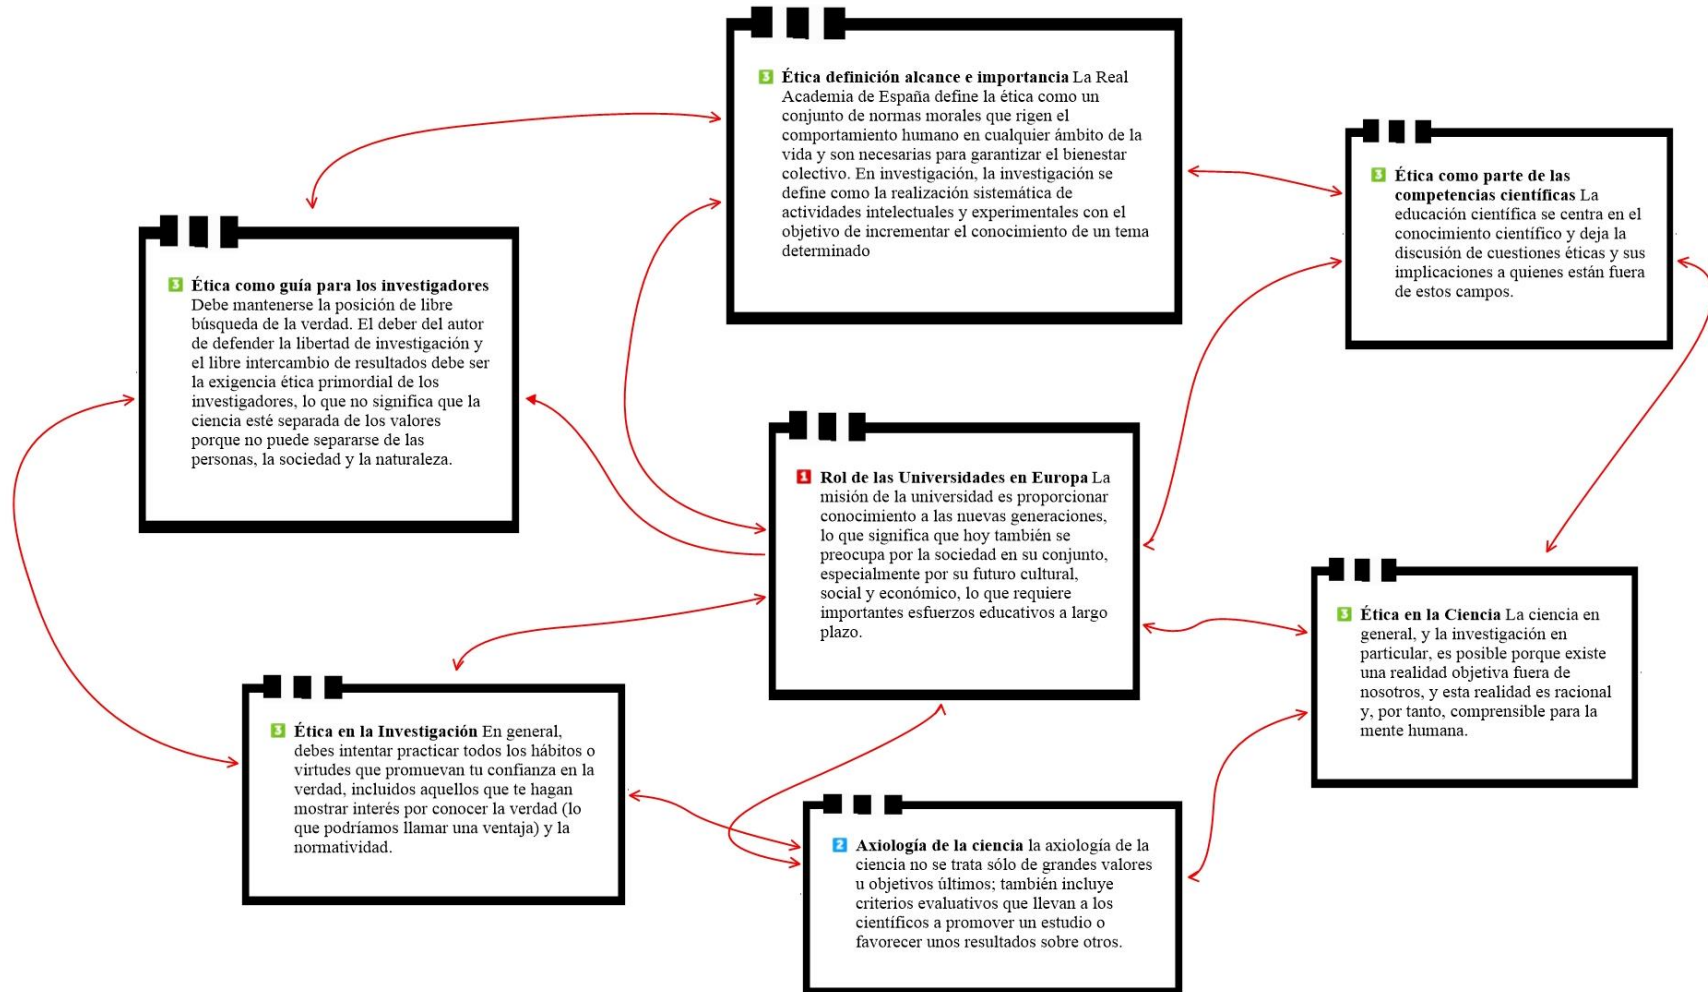 3 Ética definición alcance e importancia La Real
Academia de España define la ética como un
conjunto de normas morales que rigen el
comportamiento humano en cualquier ámbito de la
vida y son necesarias para garantizar el bienestar
colectivo. En investigación, la investigación se
define como la realización sistemática de
actividades intelectuales y experimentales con el
objetivo de incrementar el conocimiento de un tema
determinado
3 Ética como parte de las
competencias científicas La
educación científica se centra en el
conocimiento científico y deja la
discusión de cuestiones éticas y sus
implicaciones a quienes están fuera
de estos campos.
3 Ética como guía para los investigadores
Debe mantenerse la posición de libre
búsqueda de la verdad. El deber del autor
de defender la libertad de investigación y
el libre intercambio de resultados debe ser
la exigencia ética primordial de los
investigadores, lo que no significa que la
ciencia esté separada de los valores
porque no puede separarse de las
personas, la sociedad y la naturaleza.
1 Rol de las Universidades en Europa La
misión de la universidad es proporcionar
conocimiento a las nuevas generaciones,
lo que significa que hoy también se
preocupa por la sociedad en su conjunto,
especialmente por su futuro cultural,
social y económico, lo que requiere
importantes esfuerzos educativos a largo
plazo.
3 Ética en la Ciencia La ciencia en
general, y la investigación en
particular, es posible porque existe
una realidad objetiva fuera de
nosotros, y esta realidad es racional
y, por tanto, comprensible para la
mente humana.
3 Ética en la Investigación En general,
debes intentar practicar todos los hábitos o
virtudes que promuevan tu confianza en la
verdad, incluidos aquellos que te hagan
mostrar interés por conocer la verdad (lo
que podríamos llamar una ventaja) y la
normatividad.
2 Axiología de la ciencia la axiología de la
ciencia no se trata sólo de grandes valores
u objetivos últimos; también incluye
criterios evaluativos que llevan a los
científicos a promover un estudio o
favorecer unos resultados sobre otros.